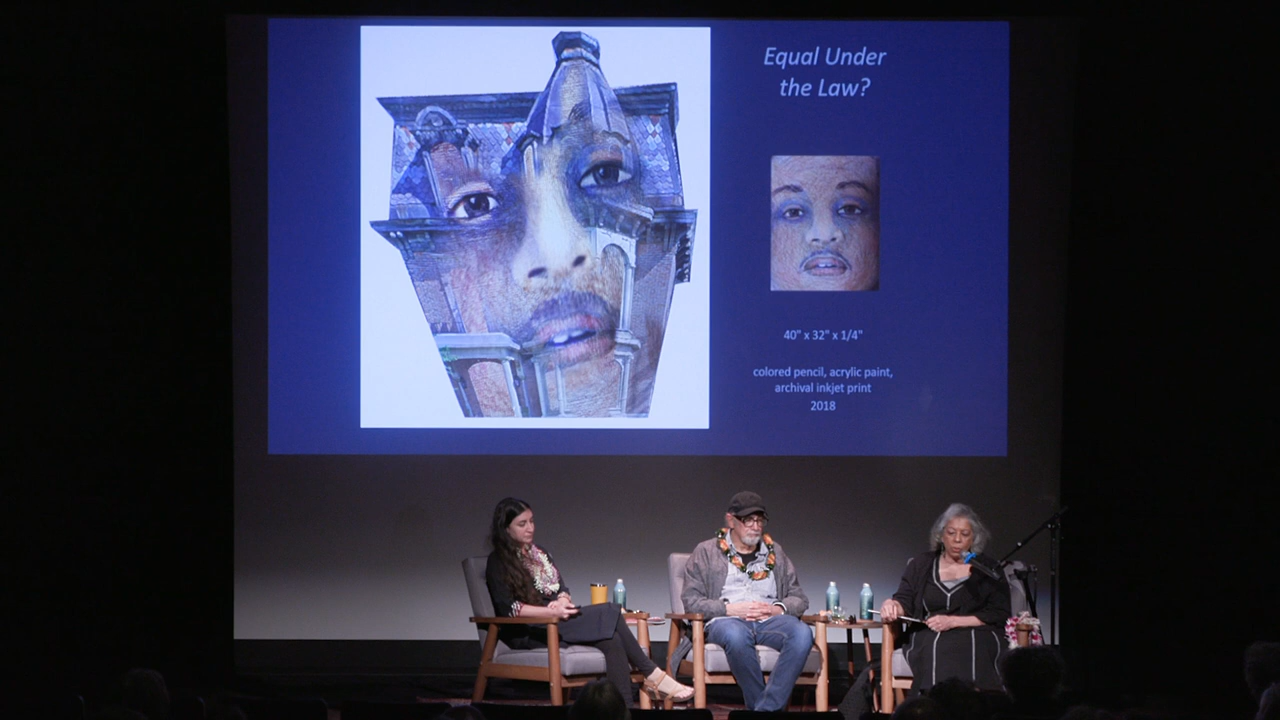 Equal Under
the Law?
40" x 32" x 1/4"
colored pencil, acrylic paint,
archival inkjet print
2018